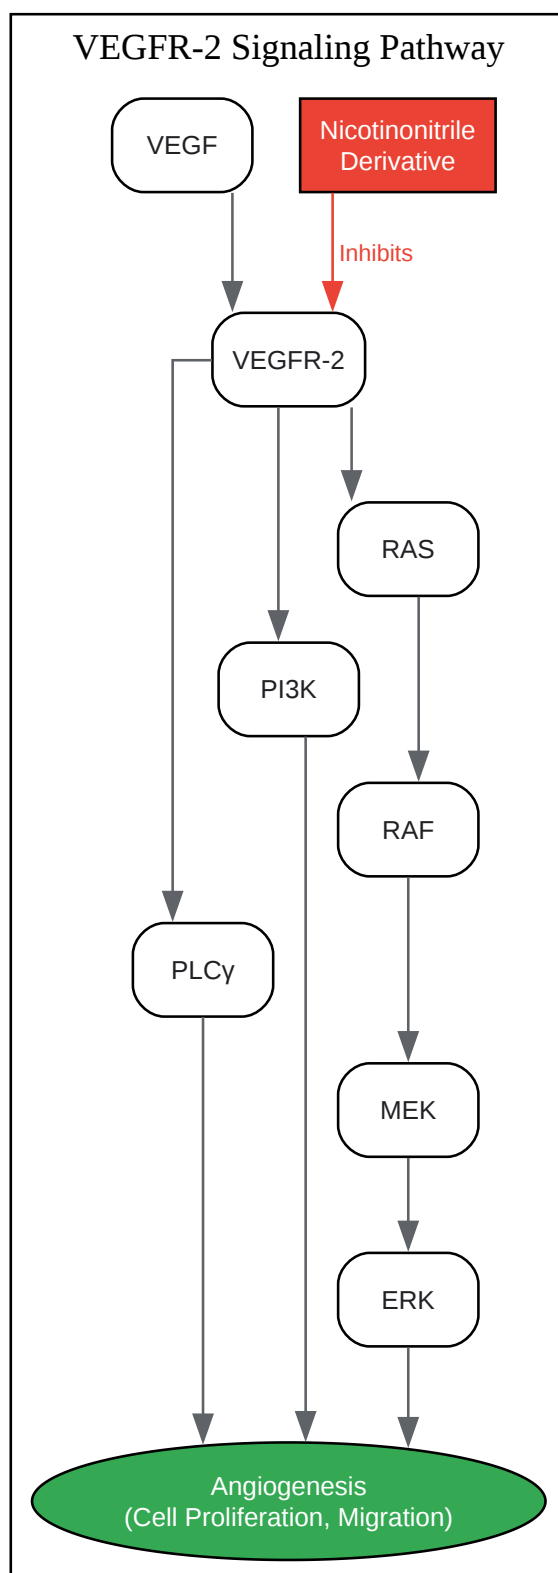 VEGFR-2 Signaling Pathway
VEGF
Nicotinonitrile
Derivative
Inhibits
VEGFR-2
RAS
PI3K
RAF
PLCγ
MEK
ERK
Angiogenesis
(Cell Proliferation, Migration)